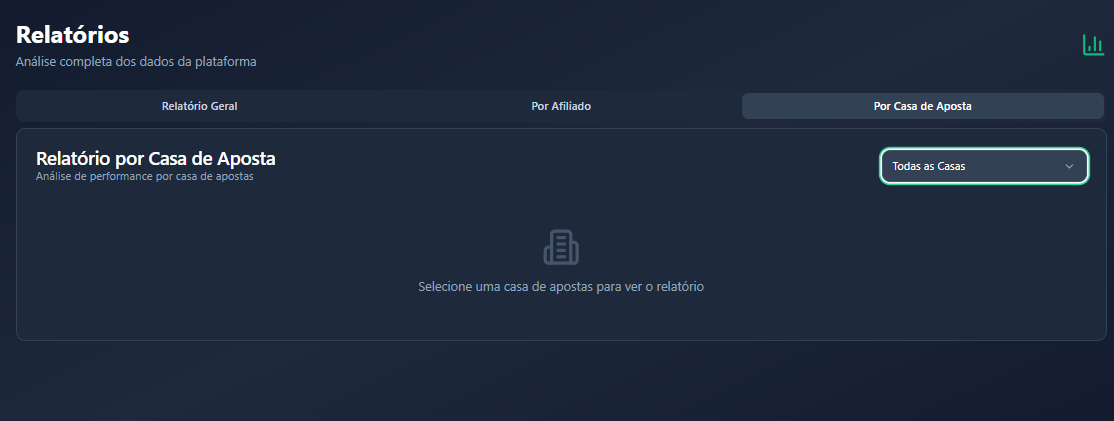 Relatórios
Análise completa dos dados da plataforma
Relatório Geral
Por Afiliado
Por Casa de Aposta
Relatório por Casa de Aposta
Análise de performance por casa de apostas
Todas as Casas
Selecione uma casa de apostas para ver o relatório